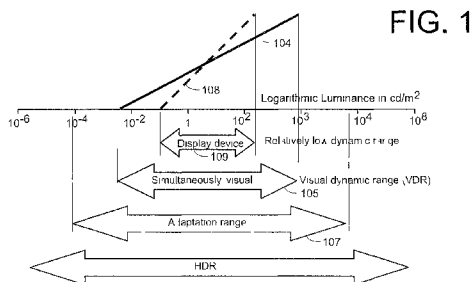 FIG. 1
104
108
Logarithmic Luminance in cd/m²
10⁻⁶ 10⁻⁴ 10⁻² 1 10² 10³ 10⁴ 10⁶
Display device Relatively low dynamic range
109
Simultaneously visual Visual dynamic range (VDR)
105
Adaptation range
107
HDR